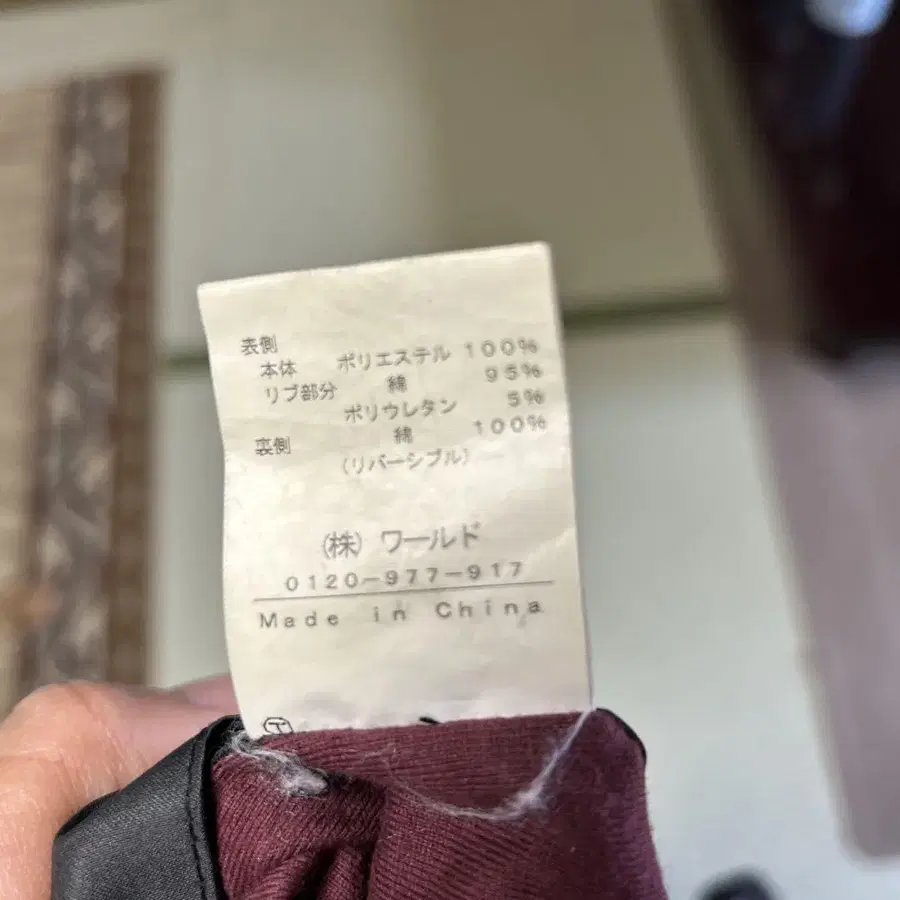 表側
本体 ポリエステル 100%
リブ部分 綿 95%
ポリウレタン 5%
裏側 綿 100%
(リバーシブル)
(株) ワールド
0120-977-917
Made in China